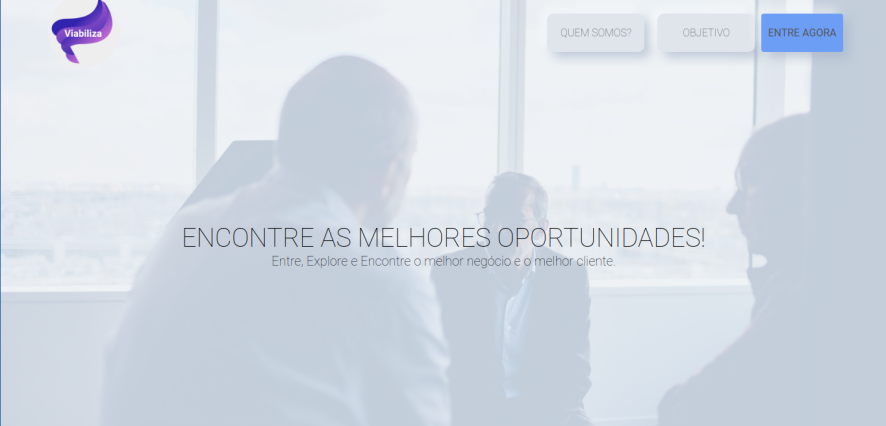 Viabiliza
QUEM SOMOS?
OBJETIVO
ENTRE AGORA
ENCONTRE AS MELHORES OPORTUNIDADES!
Entre, Explore e Encontre o melhor negócio e o melhor cliente.